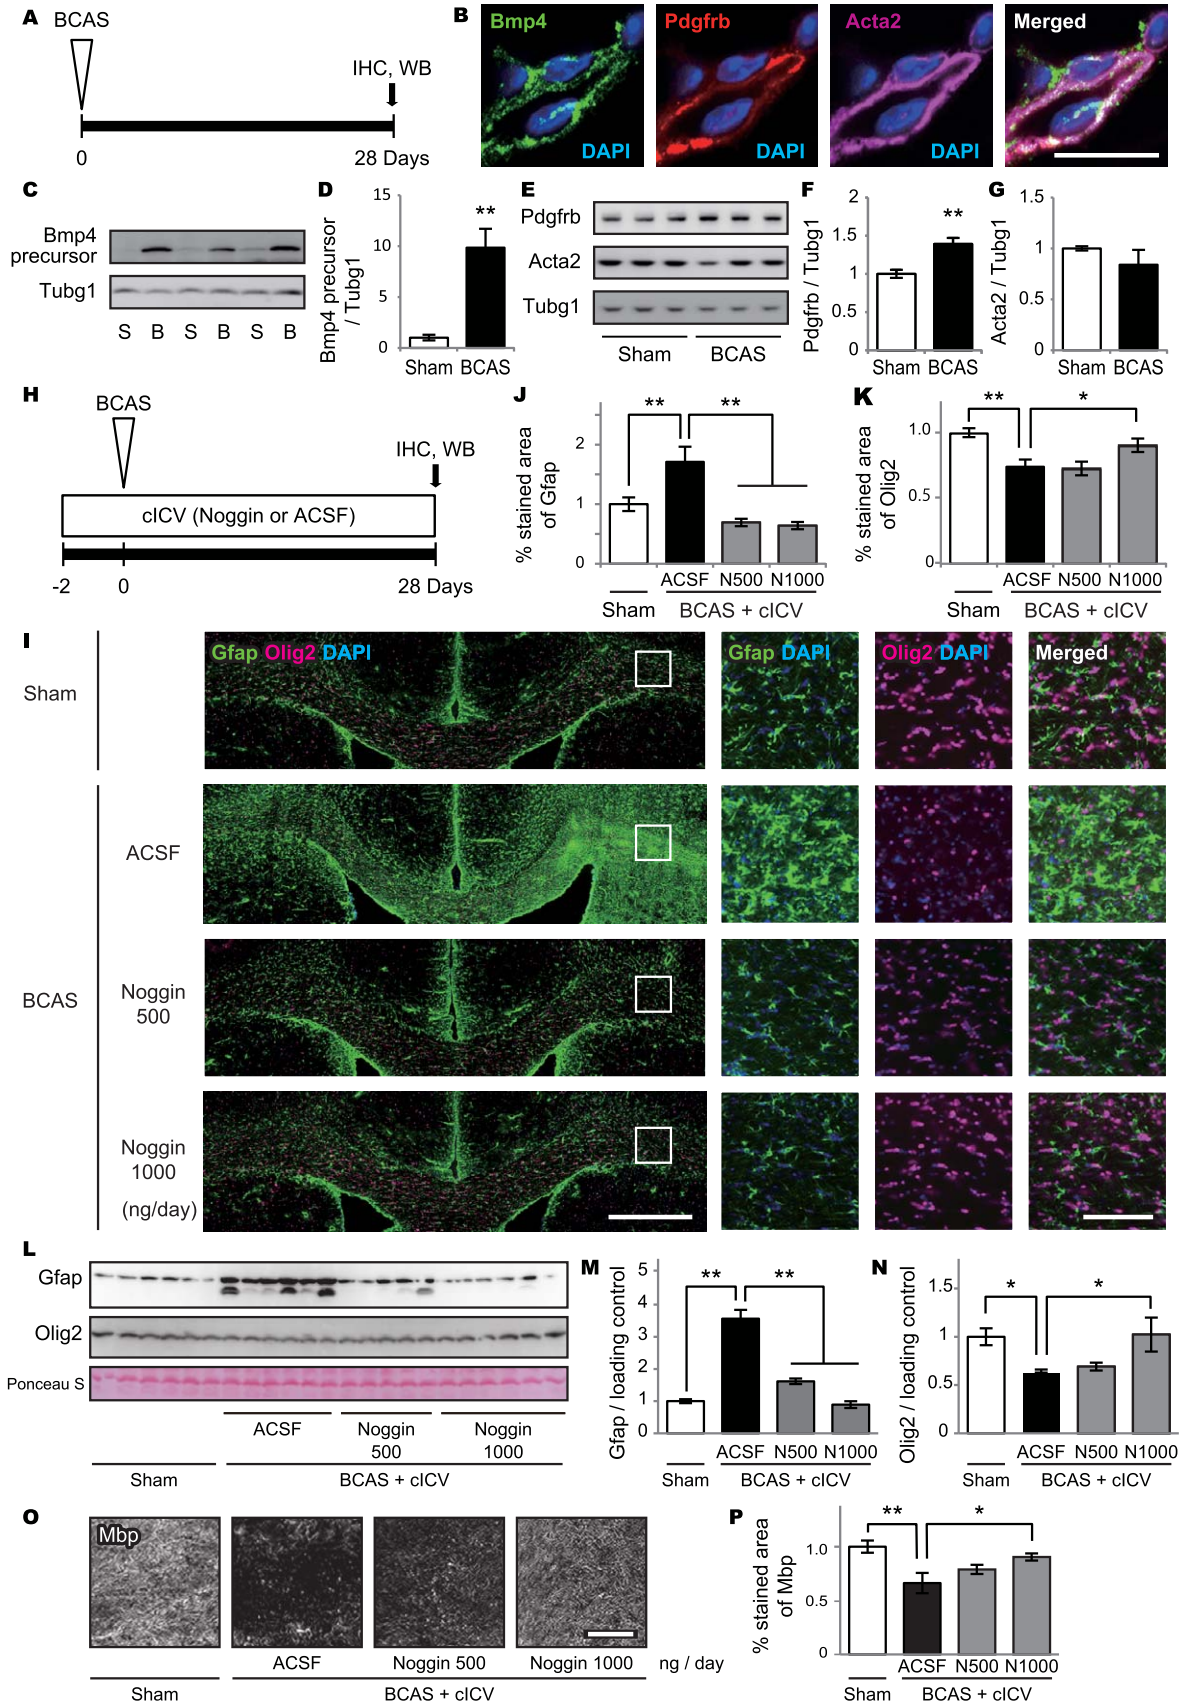 A
BCAS
IHC, WB
0
28 Days
B
Bmp4
DAPI
Pdgfrb
DAPI
Acta2
DAPI
Merged
C
Bmp4
precursor
Tubg1
S B S B S B
D
Bmp4 precursor
/ Tubg1
15
10
5
0
**
Sham BCAS
E
Pdgfrb
Acta2
Tubg1
Sham BCAS
F
Pdgfrb / Tubg1
2
1.5
1
0.5
0
**
Sham BCAS
G
Acta2 / Tubg1
1.5
1
0.5
0
Sham BCAS
H
BCAS
IHC, WB
cICV (Noggin or ACSF)
-2 0 28 Days
J
% stained area
of Gfap
2
1
0
** **
ACSF N500 N1000
Sham BCAS + cICV
K
% stained area
of Olig2
1.0
0.5
0
** *
ACSF N500 N1000
Sham BCAS + cICV
I
Gfap Olig2 DAPI
Gfap DAPI
Olig2 DAPI
Merged
Sham
ACSF
BCAS
Noggin
500
Noggin
1000
(ng/day)
L
Gfap
Olig2
Ponceau S
ACSF
Noggin
500
Noggin
1000
Sham
BCAS + cICV
M
Gfap / loading control
5
4
3
2
1
0
** **
ACSF N500 N1000
Sham BCAS + cICV
N
Olig2 / loading control
1.5
1
0.5
0
* *
ACSF N500 N1000
Sham BCAS + cICV
O
Mbp
ACSF Noggin 500 Noggin 1000 ng / day
Sham BCAS + cICV
P
% stained area
of Mbp
1.0
0.5
0
** *
ACSF N500 N1000
Sham BCAS + cICV